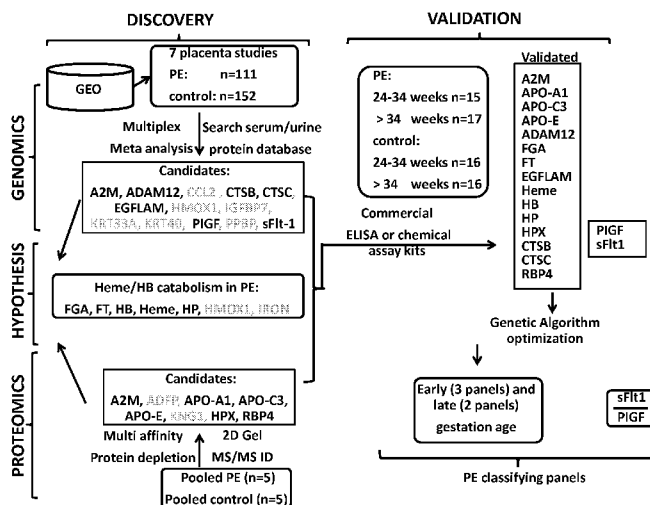 DISCOVERY
VALIDATION
GENOMICS
HYPOTHESIS
PROTEOMICS
GEO
7 placenta studies
PE: n=111
control: n=152
Multiplex
Meta analysis
Search serum/urine
protein database
Candidates:
A2M, ADAM12, CCL2, CTSB, CTSC,
EGFLAM, HMOX1, IGFBP7,
KRT33A, KRT40, PIGF, PPBP, sFlt-1
Heme/HB catabolism in PE:
FGA, FT, HB, Heme, HP, HMOX1, IRON
Candidates:
A2M, ADFP, APO-A1, APO-C3,
APO-E, KNG1, HPX, RBP4
Multi affinity
Protein depletion
2D Gel
MS/MS ID
Pooled PE (n=5)
Pooled control (n=5)
PE:
24-34 weeks n=15
> 34 weeks n=17
control:
24-34 weeks n=16
> 34 weeks n=16
Commercial
ELISA or chemical
assay kits
Validated
A2M
APO-A1
APO-C3
APO-E
ADAM12
FGA
FT
EGFLAM
Heme
HB
HP
HPX
CTSB
CTSC
RBP4
PIGF
sFlt1
Genetic Algorithm
optimization
Early (3 panels) and
late (2 panels)
gestation age
sFlt1
PIGF
PE classifying panels